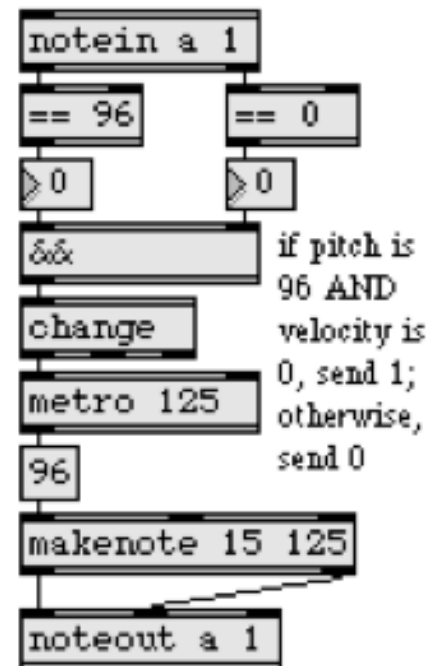 notein a 1
== 96
== 0
0
0
&&
change
metro 125
96
makenote 15 125
noteout a 1
if pitch is
96 AND
velocity is
0, send 1;
otherwise,
send 0